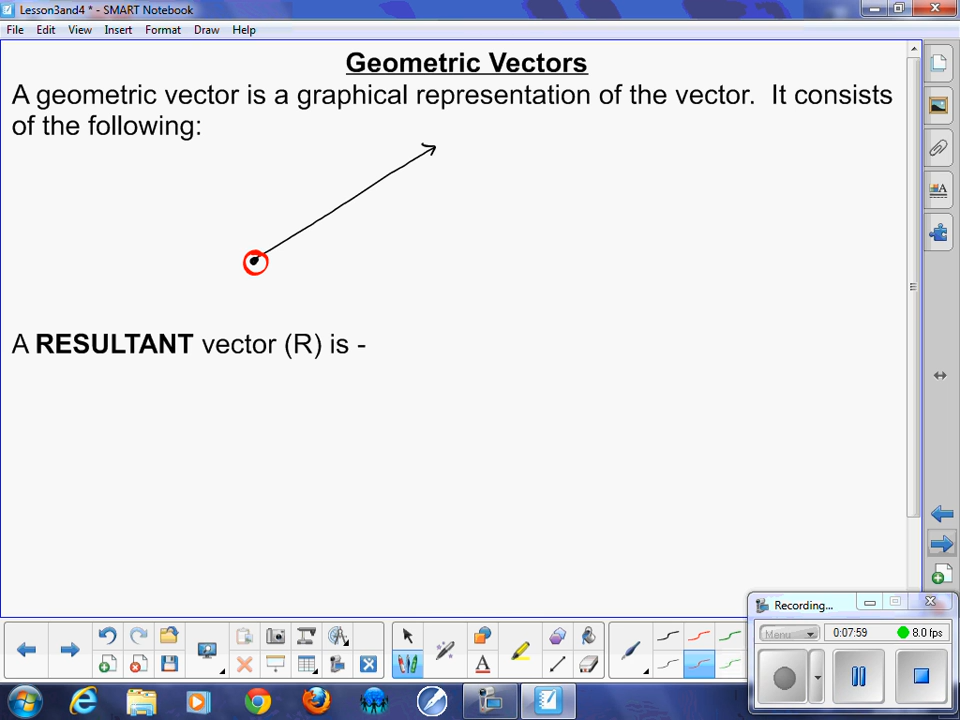 Lesson3and4 * - SMART Notebook
File Edit View Insert Format Draw Help
Geometric Vectors
A geometric vector is a graphical representation of the vector. It consists
of the following:
A RESULTANT vector (R) is -
Recording...
Menu 0:07:59 8.0 fps